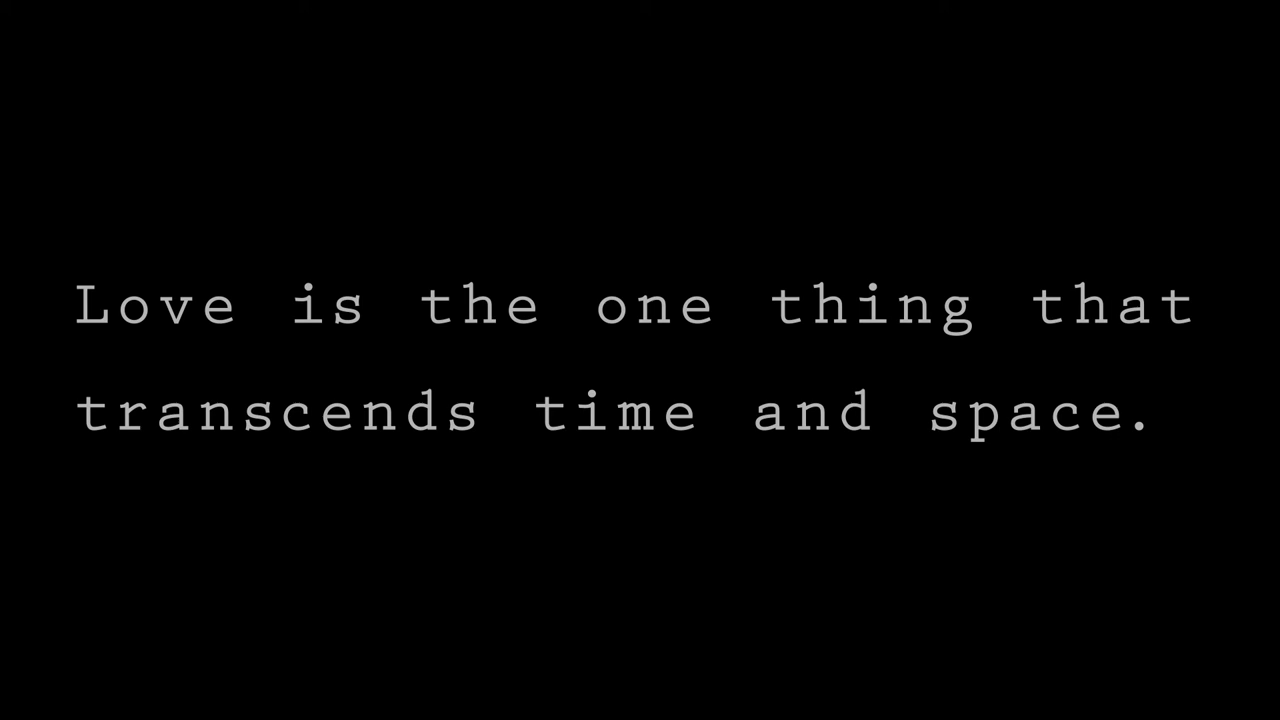 Love is the one thing that
transcends time and space.